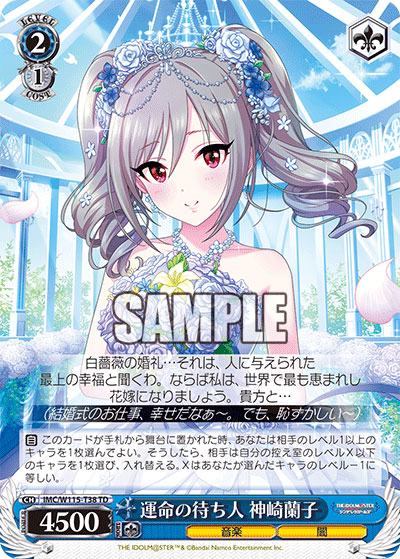 LEVEL
2
1
COST
SAMPLE
白薔薇の婚礼…それは、人に与えられた
最上の幸福と聞くわ。ならば私は、世界で最も恵まれし
花嫁になりましょう。貴方と…
(結婚式のお仕事、幸せだなぁ~。でも、恥ずかしい~)
自 このカードが手札から舞台に置かれた時、あなたは相手のレベル1以上の
キャラを1枚選んでよい。そうしたら、相手は自分の控え室のレベルX以下
のキャラを1枚選び、入れ替える。Xはあなたが選んだキャラのレベル-1に
等しい。
CH IMC/W115-T38 TD
4500
運命の待ち人 神崎蘭子
音楽
闇
THE IDOLM@STER™ & ©Bandai Namco Entertainment Inc.